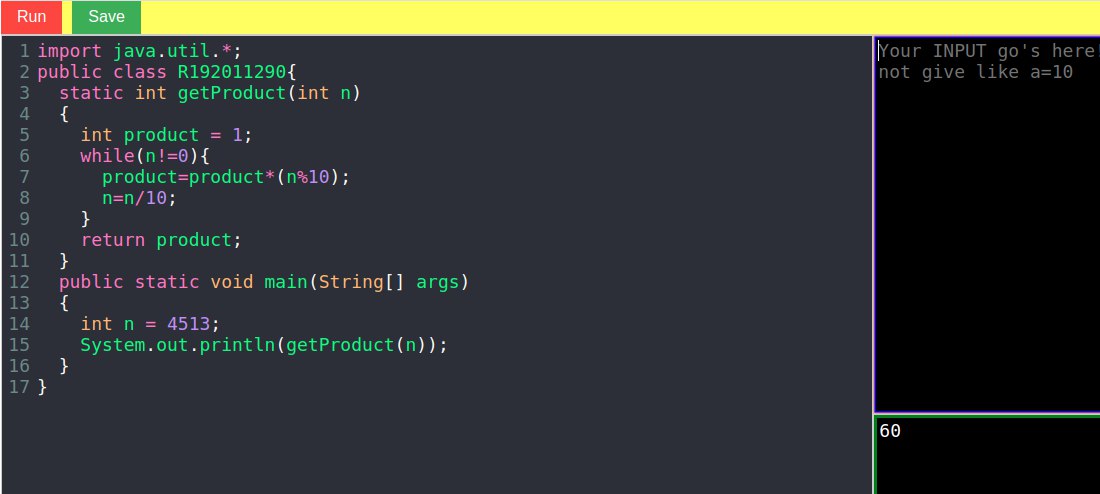 Run Save
1 import java.util.*;
2 public class R192011290{
3   static int getProduct(int n)
4   {
5     int product = 1;
6     while(n!=0){
7       product=product*(n%10);
8       n=n/10;
9     }
10     return product;
11   }
12   public static void main(String[] args)
13   {
14     int n = 4513;
15     System.out.println(getProduct(n));
16   }
17 }
Your INPUT go's here!
not give like a=10
60